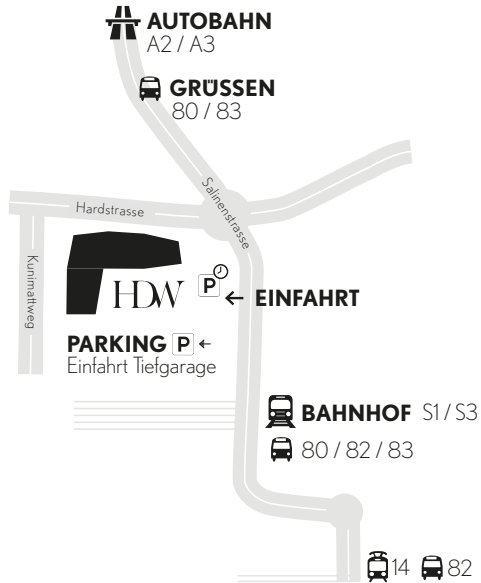 AUTOBAHN
A2 / A3
GRÜSSEN
80 / 83
Salinenstrasse
Hardstrasse
Kunimattweg
HDW
P
← EINFAHRT
PARKING P ←
Einfahrt Tiefgarage
BAHNHOF S1 / S3
80 / 82 / 83
14 82